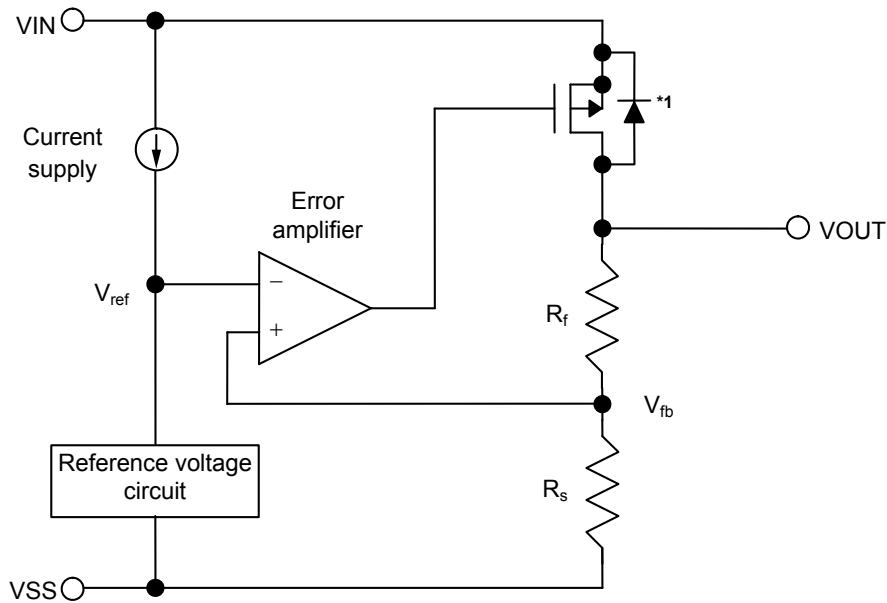 VIN
*1
Current
supply
Error
amplifier
VOUT
Vref
−
+
Rf
Vfb
Reference voltage
circuit
Rs
VSS